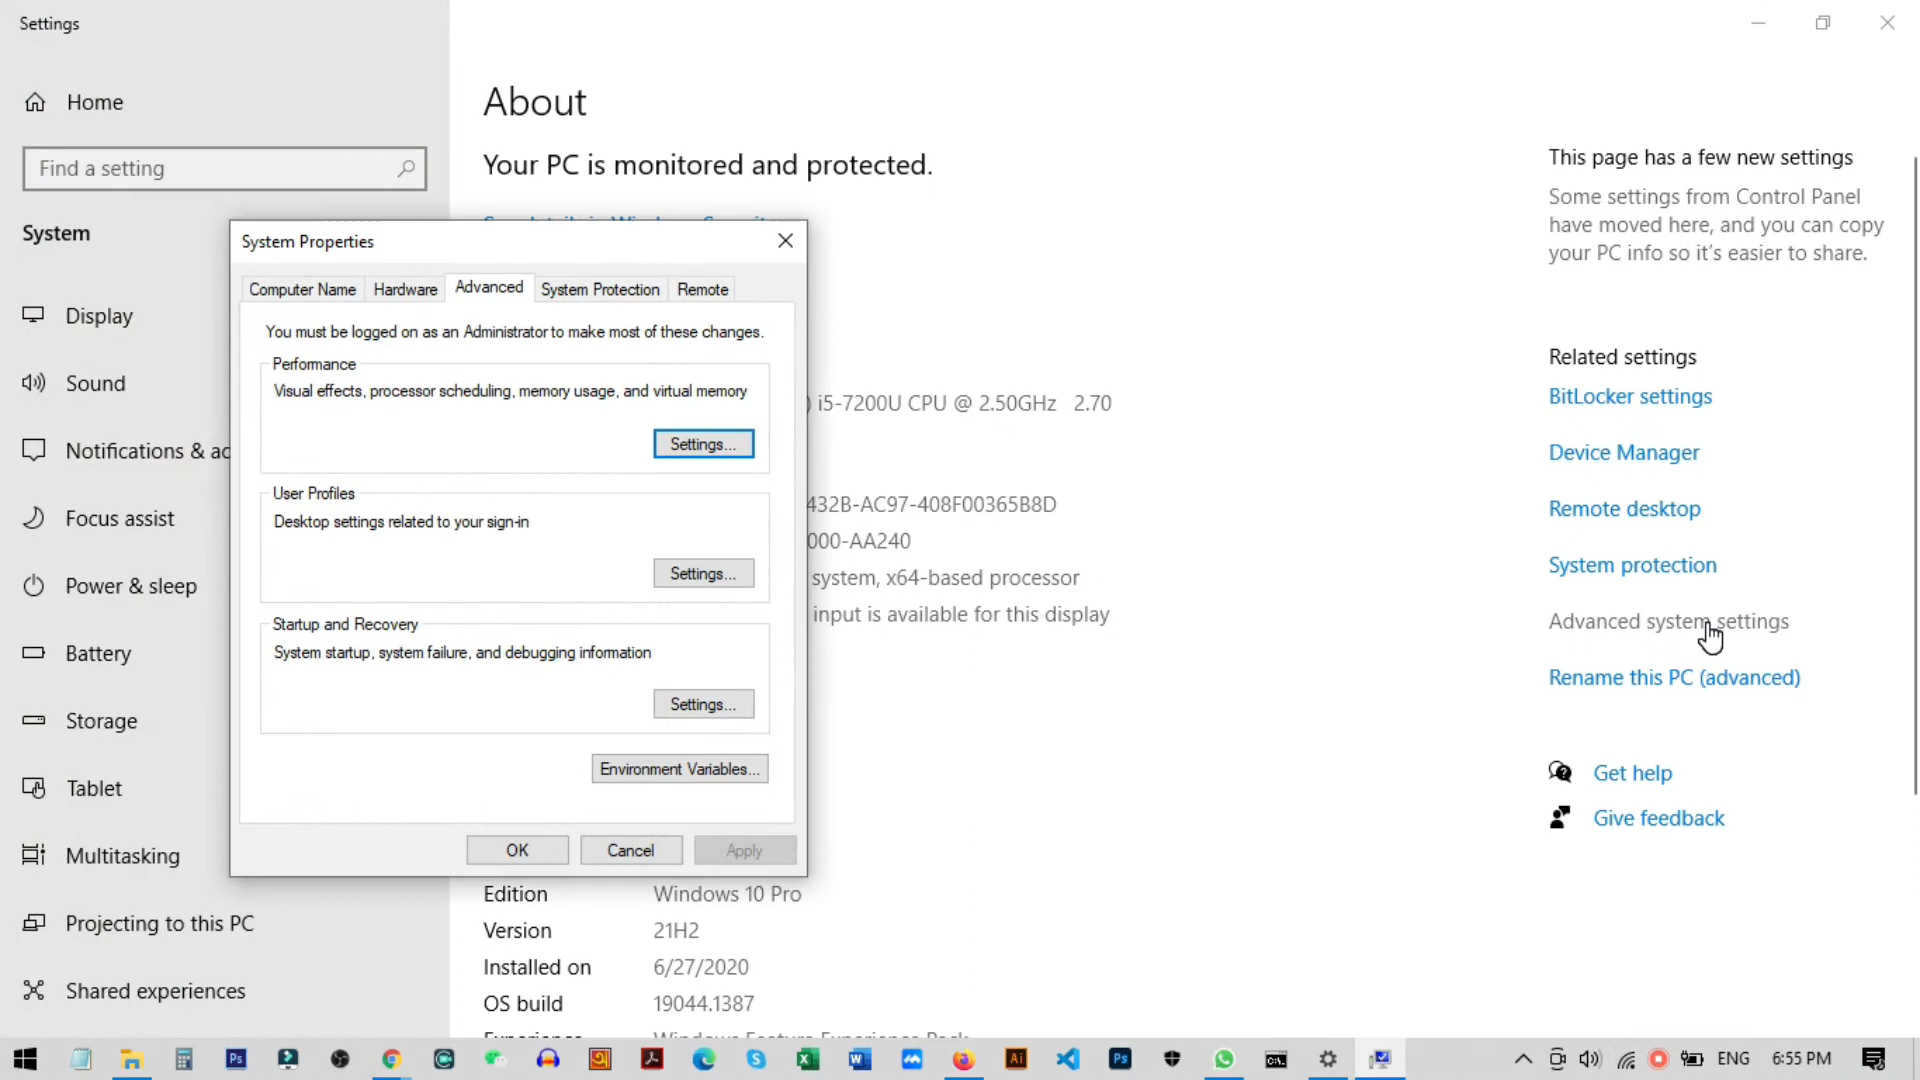 Settings
Home
Find a setting
System
Display
Sound
Notifications & ac
Focus assist
Power & sleep
Battery
Storage
Tablet
Multitasking
Projecting to this PC
Shared experiences
About
Your PC is monitored and protected.
System Properties
Computer Name
Hardware
Advanced
System Protection
Remote
You must be logged on as an Administrator to make most of these changes.
Performance
Visual effects, processor scheduling, memory usage, and virtual memory
Settings...
User Profiles
Desktop settings related to your sign-in
Settings...
Startup and Recovery
System startup, system failure, and debugging information
Settings...
Environment Variables...
OK
Cancel
Apply
) i5-7200U CPU @ 2.50GHz 2.70
432B-AC97-408F00365B8D
000-AA240
system, x64-based processor
input is available for this display
Edition Windows 10 Pro
Version 21H2
Installed on 6/27/2020
OS build 19044.1387
This page has a few new settings
Some settings from Control Panel
have moved here, and you can copy
your PC info so it's easier to share.
Related settings
BitLocker settings
Device Manager
Remote desktop
System protection
Advanced system settings
Rename this PC (advanced)
Get help
Give feedback
ENG
6:55 PM